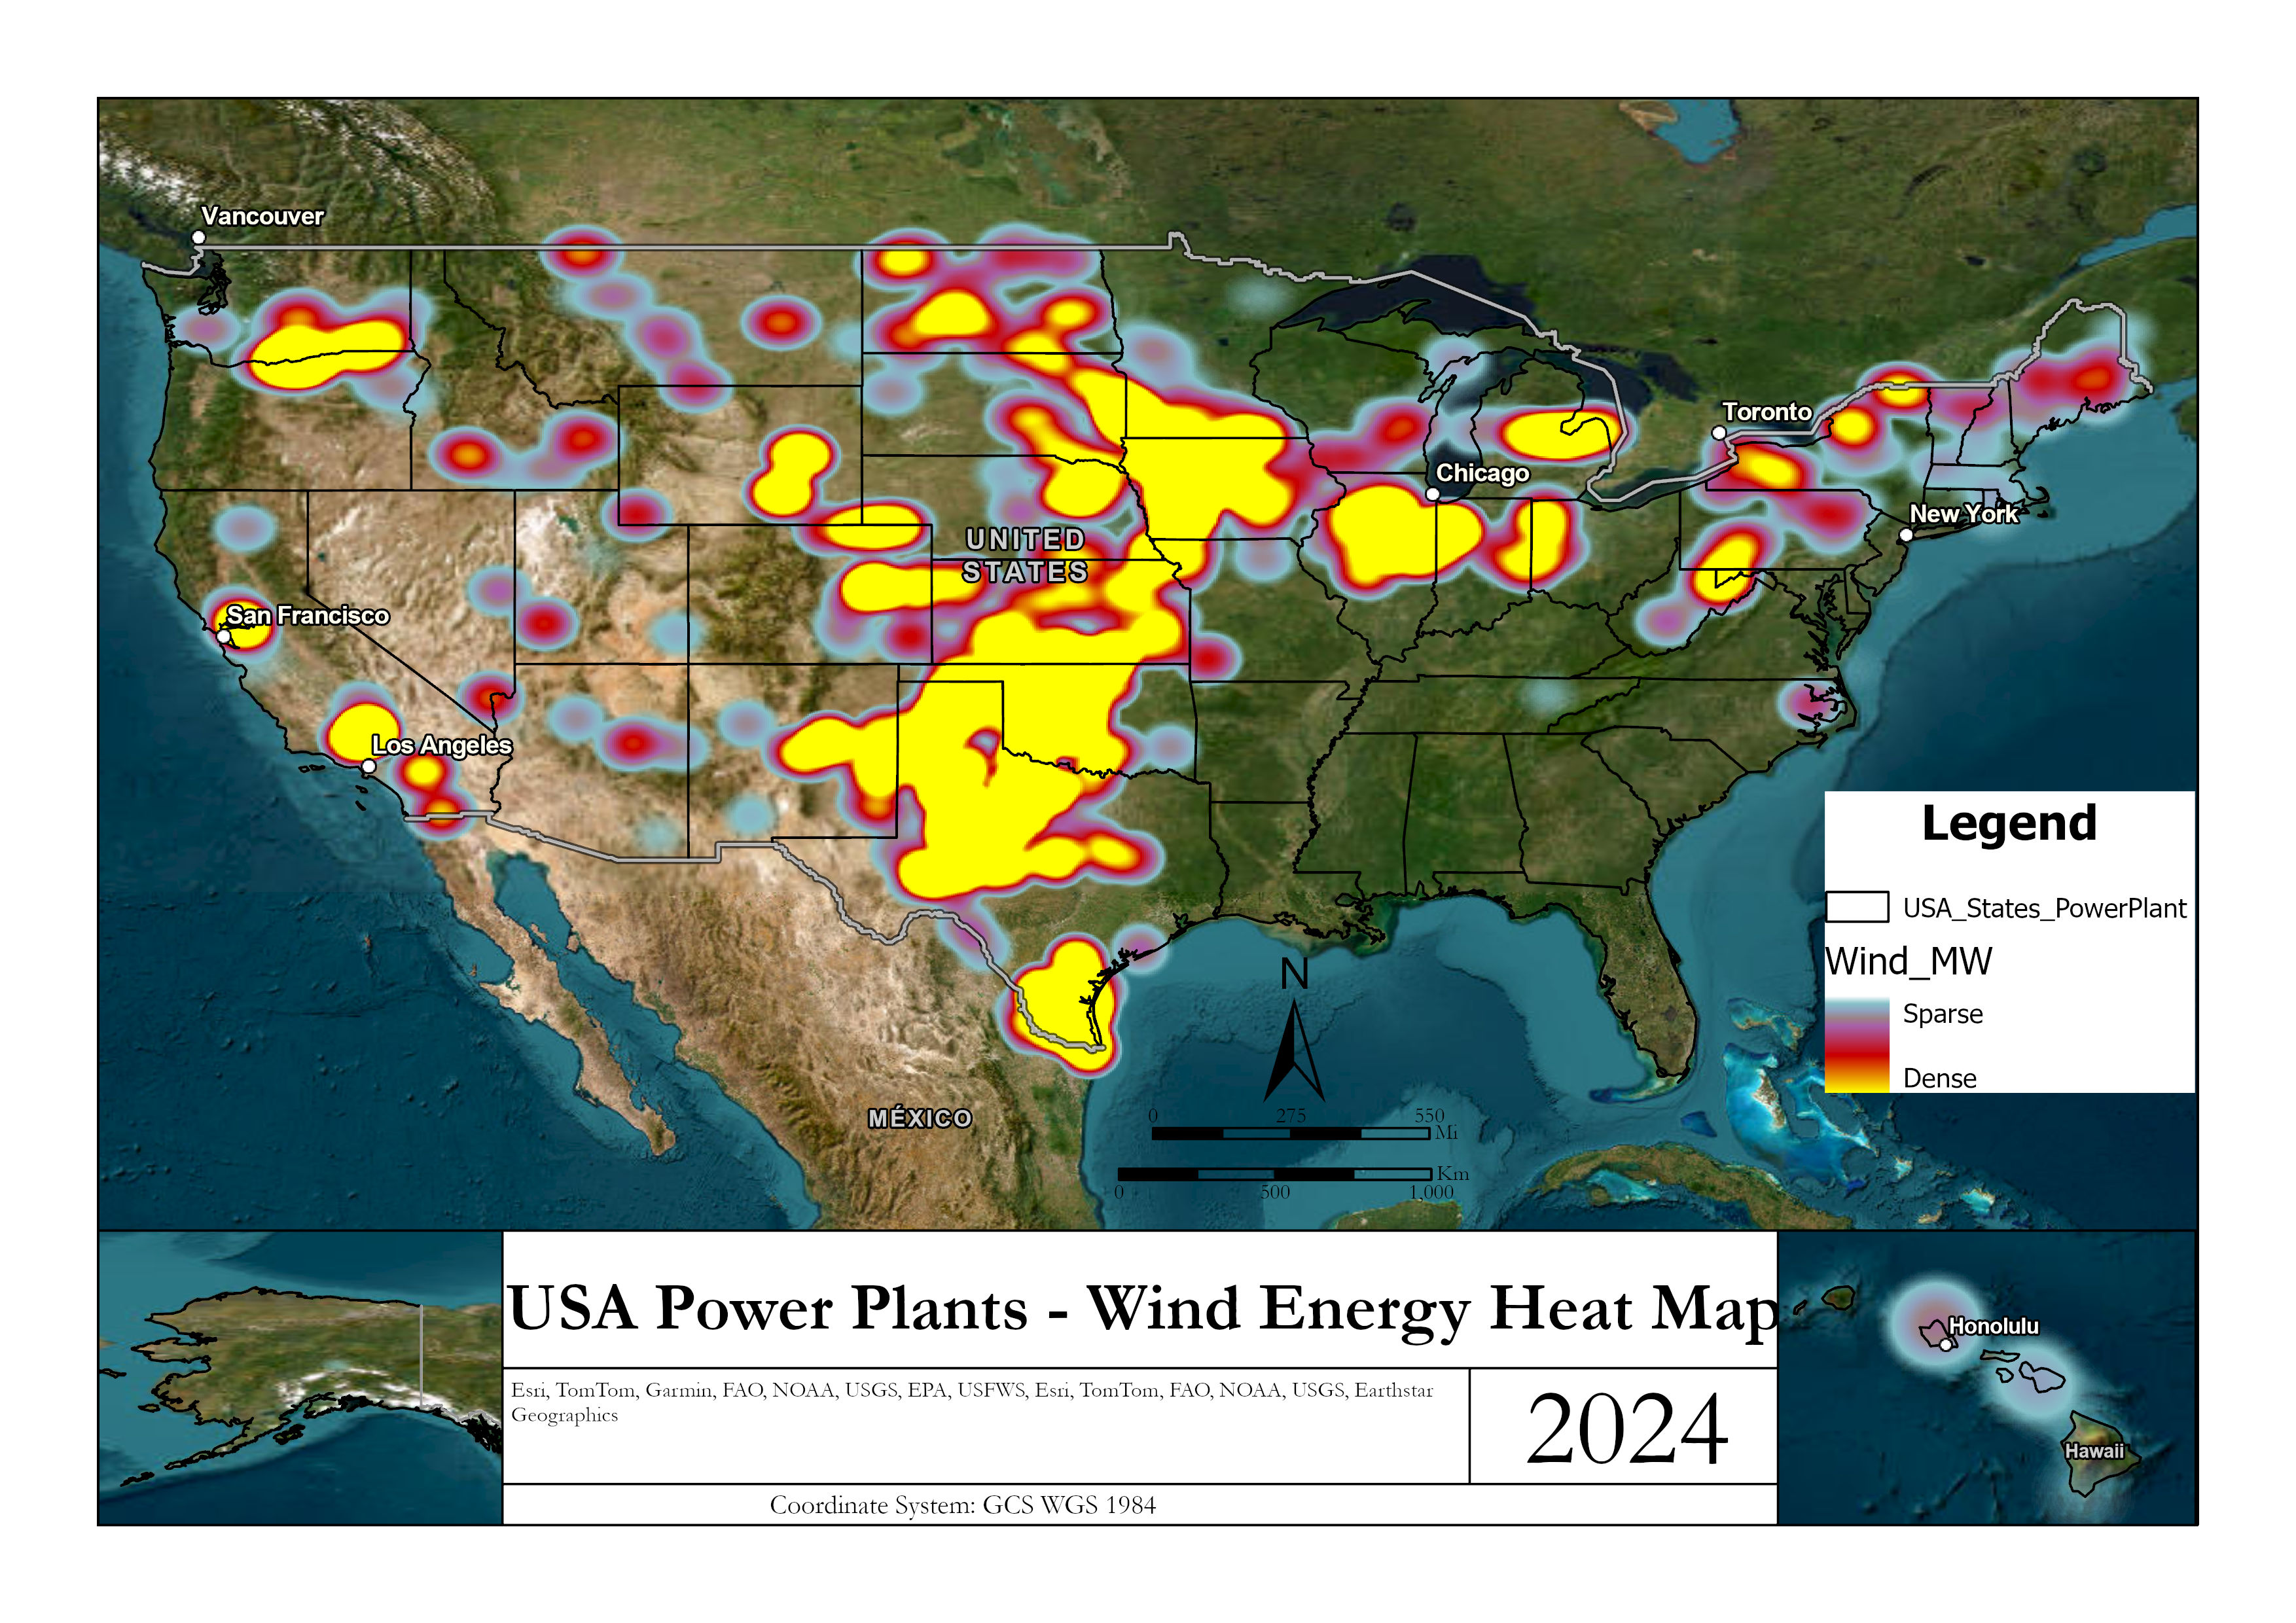 Vancouver
Toronto
Chicago
New York
UNITED
STATES
San Francisco
Los Angeles
Legend
USA_States_PowerPlant
Wind_MW
Sparse
Dense
N
0 275 550
Mi
Km
0 500 1,000
MÉXICO
USA Power Plants - Wind Energy Heat Map
Honolulu
Hawaii
Esri, TomTom, Garmin, FAO, NOAA, USGS, EPA, USFWS, Esri, TomTom, FAO, NOAA, USGS, Earthstar
Geographics
2024
Coordinate System: GCS WGS 1984